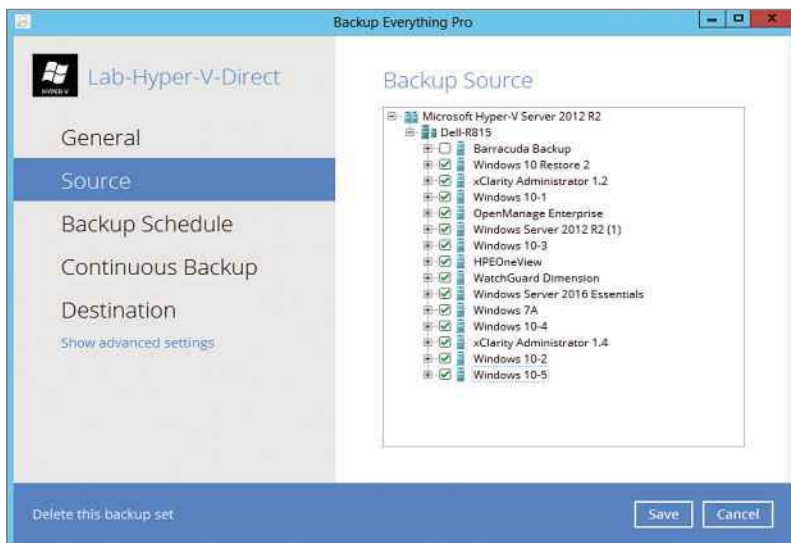 Backup Everything Pro
HYPER-V
Lab-Hyper-V-Direct
General
Source
Backup Schedule
Continuous Backup
Destination
Show advanced settings
Backup Source
Microsoft Hyper-V Server 2012 R2
Dell-R815
Barracuda Backup
Windows 10 Restore 2
xClarity Administrator 1.2
Windows 10-1
OpenManage Enterprise
Windows Server 2012 R2 (1)
Windows 10-3
HPEOneView
WatchGuard Dimension
Windows Server 2016 Essentials
Windows 7A
Windows 10-4
xClarity Administrator 1.4
Windows 10-2
Windows 10-5
Delete this backup set
Save
Cancel